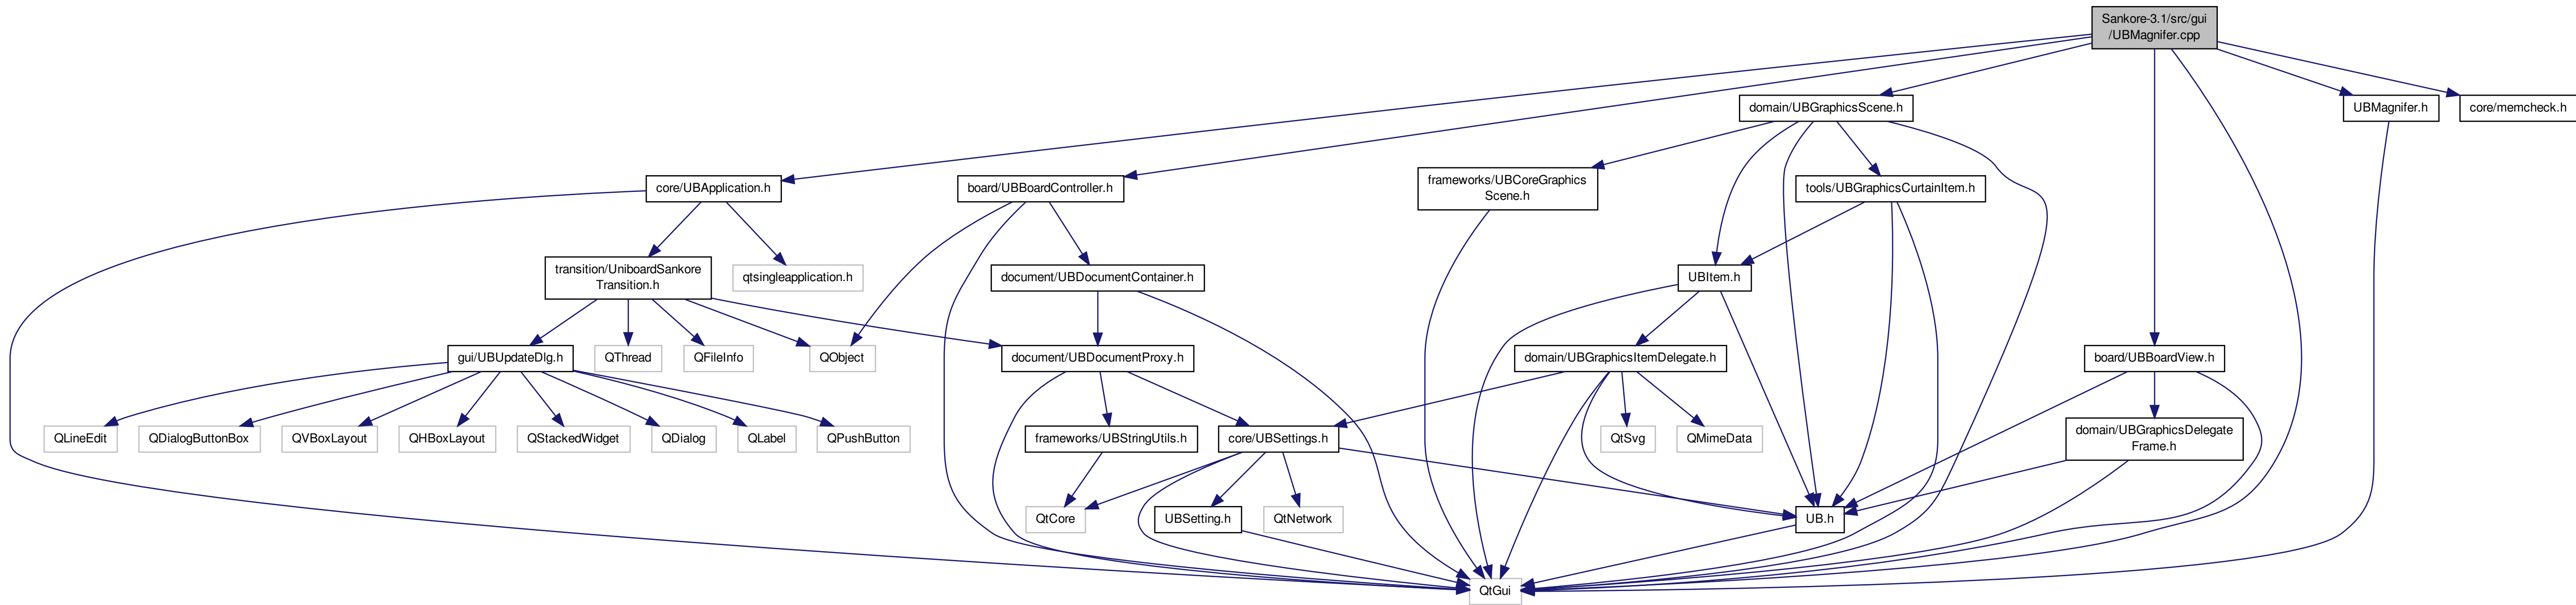 Sankore-3.1/src/gui
/UBMagnifer.cpp
domain/UBGraphicsScene.h
UBMagnifer.h
core/memcheck.h
core/UBApplication.h
board/UBBoardController.h
frameworks/UBCoreGraphics
Scene.h
tools/UBGraphicsCurtainItem.h
transition/UniboardSankore
Transition.h
qtsingleapplication.h
document/UBDocumentContainer.h
UBItem.h
gui/UBUpdateDlg.h
QThread
QFileInfo
QObject
document/UBDocumentProxy.h
domain/UBGraphicsItemDelegate.h
board/UBBoardView.h
QLineEdit
QDialogButtonBox
QVBoxLayout
QHBoxLayout
QStackedWidget
QDialog
QLabel
QPushButton
frameworks/UBStringUtils.h
core/UBSettings.h
QtSvg
QMimeData
domain/UBGraphicsDelegate
Frame.h
QtCore
UBSetting.h
QtNetwork
UB.h
QtGui